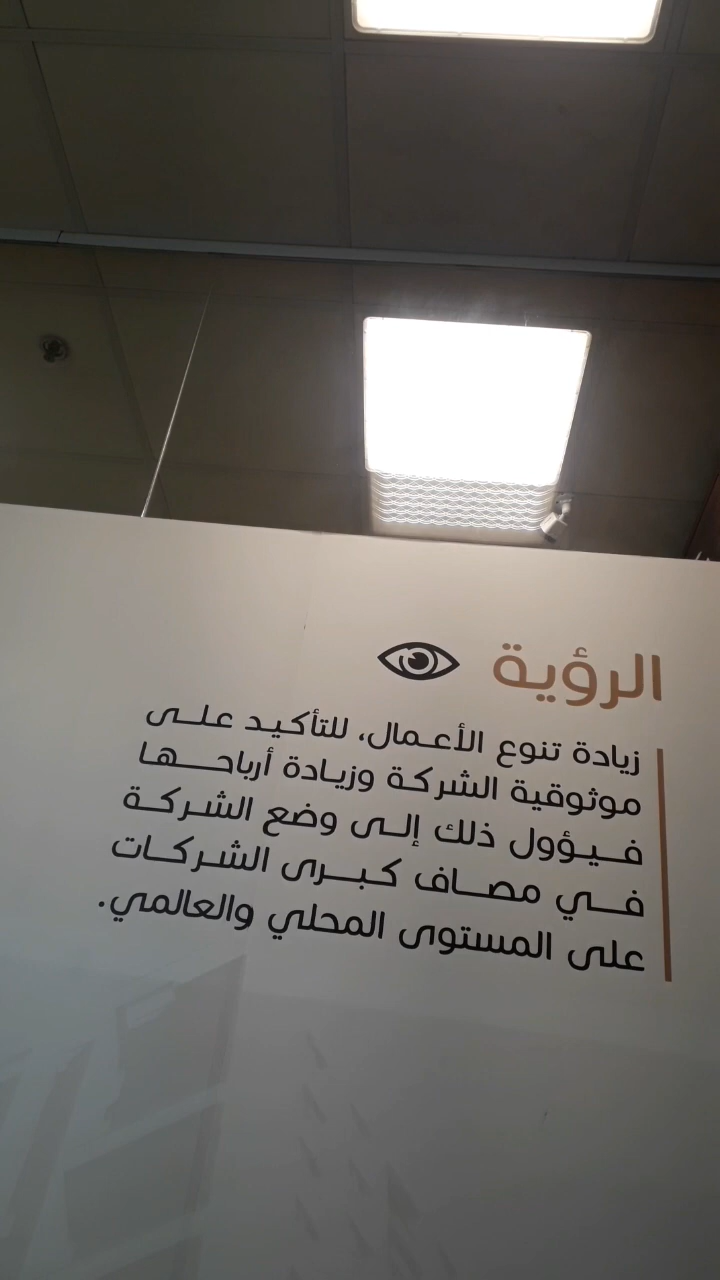 الرؤية
زيادة تنوع الأعمال، للتأكيد على
موثوقية الشركة وزيادة أرباحها
فيؤول ذلك إلى وضع الشركة
في مصاف كبرى الشركات
على المستوى المحلي والعالمي.